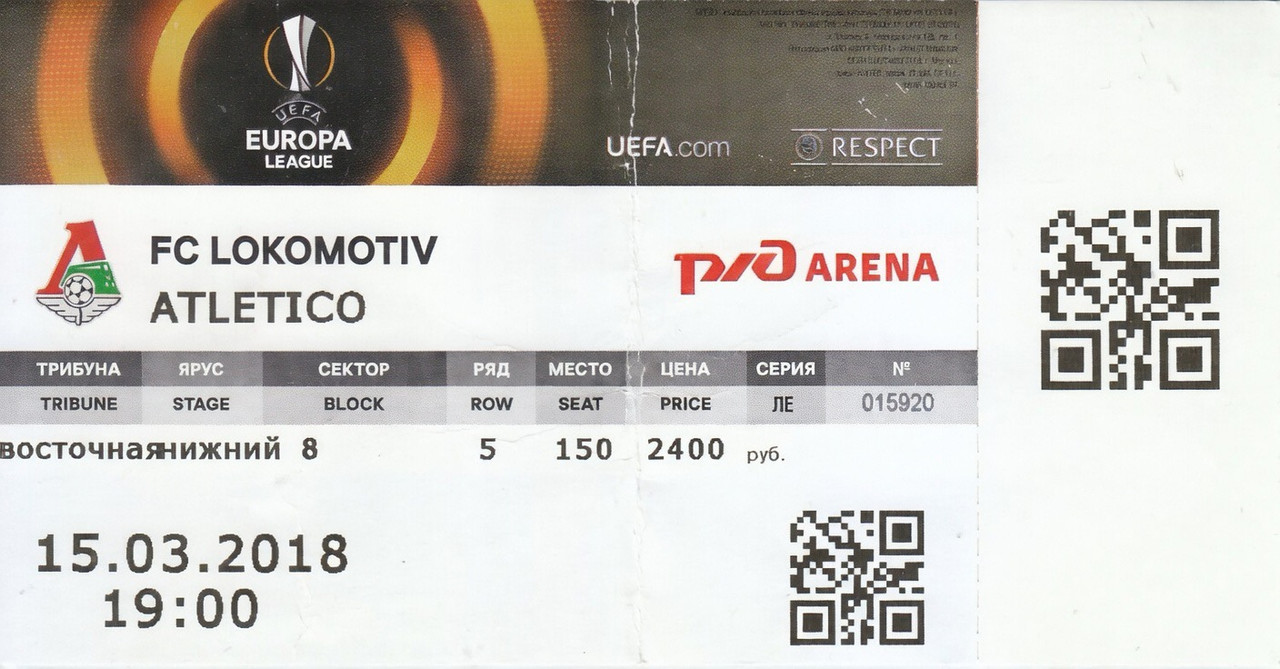 UEFA
EUROPA
LEAGUE
UEFA.com
RESPECT
FC LOKOMOTIV
ATLETICO
ржд ARENA
ТРИБУНА ЯРУС СЕКТОР РЯД МЕСТО ЦЕНА СЕРИЯ №
TRIBUNE STAGE BLOCK ROW SEAT PRICE ЛЕ 015920
восточная нижний 8 5 150 2400 руб.
15.03.2018
19:00